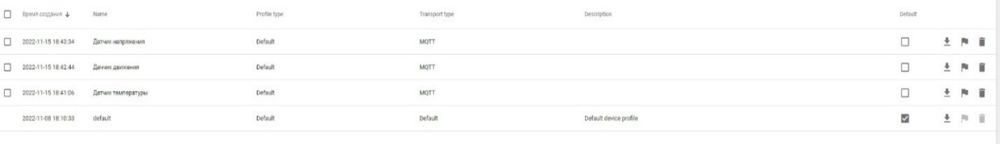 Время создания Name Profile type Transport type Description Default
2022-11-15 18:43:34 Датчик напряжения Default MQTT
2022-11-15 18:42:44 Датчик движения Default MQTT
2022-11-15 18:41:06 Датчик температуры Default MQTT
2022-11-08 18:10:33 default Default Default Default device profile